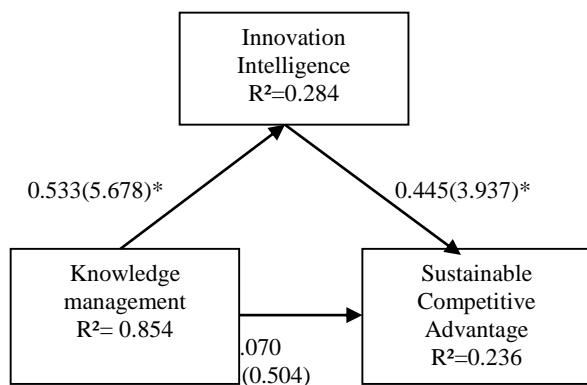 Innovation
Intelligence
R²=0.284
0.533(5.678)*
0.445(3.937)*
Knowledge
management
R²= 0.854
.070
(0.504)
Sustainable
Competitive
Advantage
R²=0.236